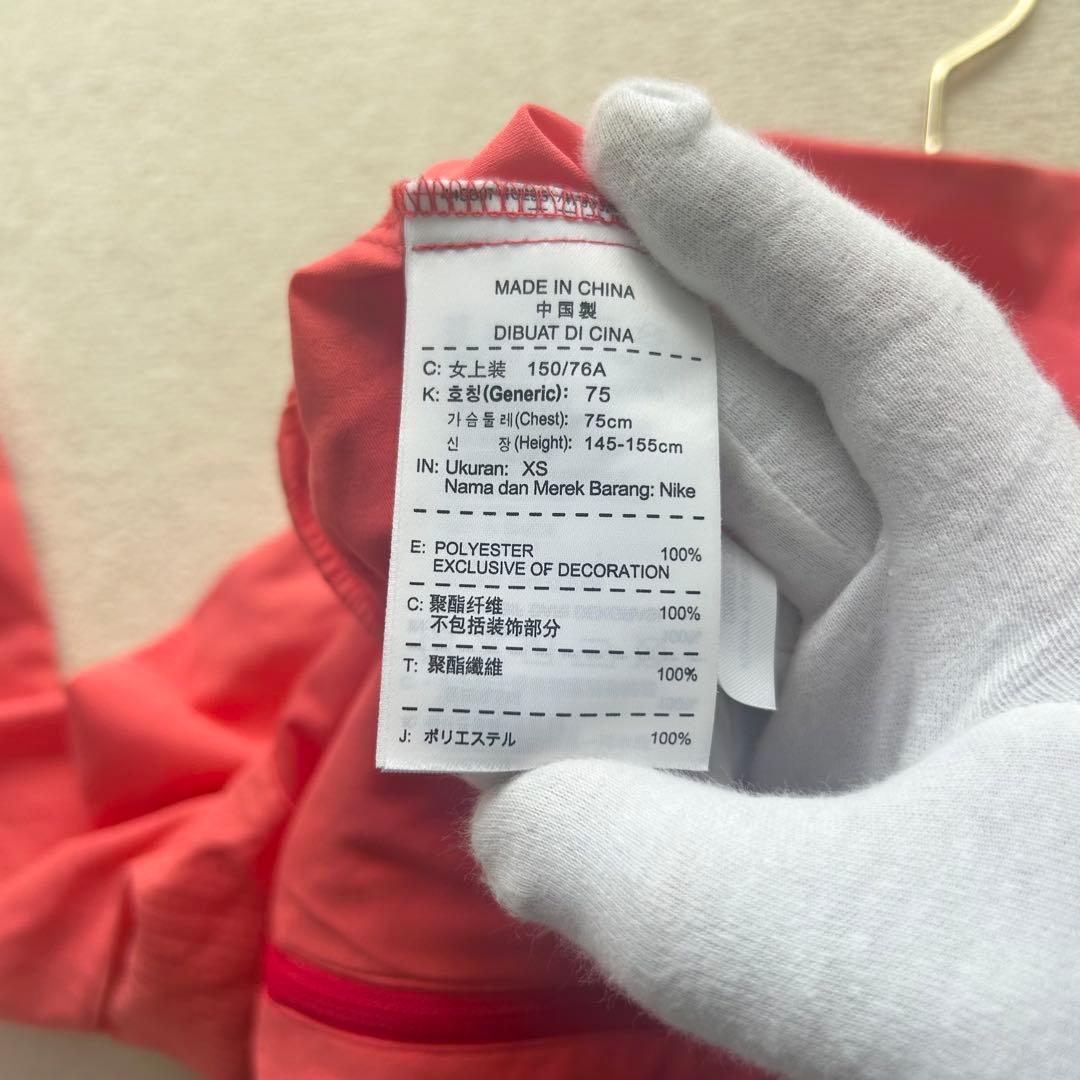 MADE IN CHINA
中国製
DIBUAT DI CINA
C: 女上装 150/76A
K: 호칭(Generic): 75
가슴둘레(Chest): 75cm
신 장(Height): 145-155cm
IN: Ukuran: XS
Nama dan Merek Barang: Nike
E: POLYESTER 100%
EXCLUSIVE OF DECORATION
C: 聚酯纤维 100%
不包括装饰部分
T: 聚酯纖維 100%
J: ポリエステル 100%